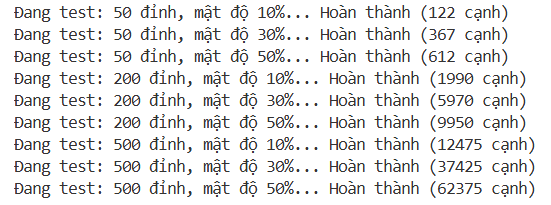 Đang test: 50 đỉnh, mật độ 10%... Hoàn thành (122 cạnh)
Đang test: 50 đỉnh, mật độ 30%... Hoàn thành (367 cạnh)
Đang test: 50 đỉnh, mật độ 50%... Hoàn thành (612 cạnh)
Đang test: 200 đỉnh, mật độ 10%... Hoàn thành (1990 cạnh)
Đang test: 200 đỉnh, mật độ 30%... Hoàn thành (5970 cạnh)
Đang test: 200 đỉnh, mật độ 50%... Hoàn thành (9950 cạnh)
Đang test: 500 đỉnh, mật độ 10%... Hoàn thành (12475 cạnh)
Đang test: 500 đỉnh, mật độ 30%... Hoàn thành (37425 cạnh)
Đang test: 500 đỉnh, mật độ 50%... Hoàn thành (62375 cạnh)